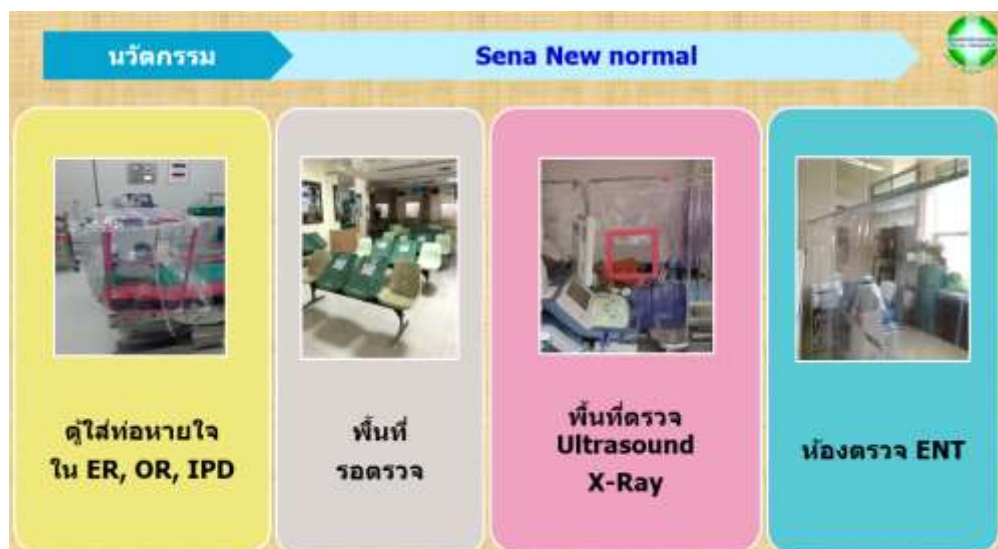 นวัตกรรม
Sena New normal
ตู้ใส่ท่อหายใจ
ใน ER, OR, IPD
พื้นที่
รอตรวจ
พื้นที่ตรวจ
Ultrasound
X-Ray
ห้องตรวจ ENT